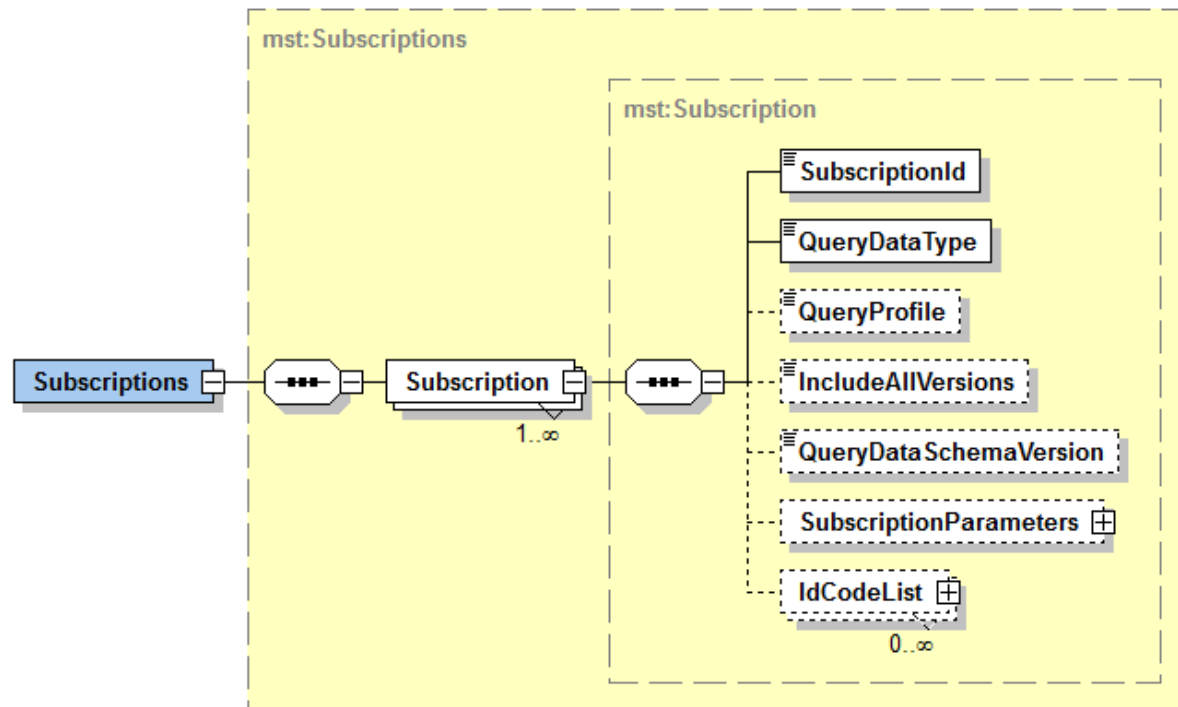 mst:Subscriptions
mst:Subscription
SubscriptionId
QueryDataType
QueryProfile
Subscriptions
Subscription
IncludeAllVersions
1..∞
QueryDataSchemaVersion
SubscriptionParameters
IdCodeList
0..∞